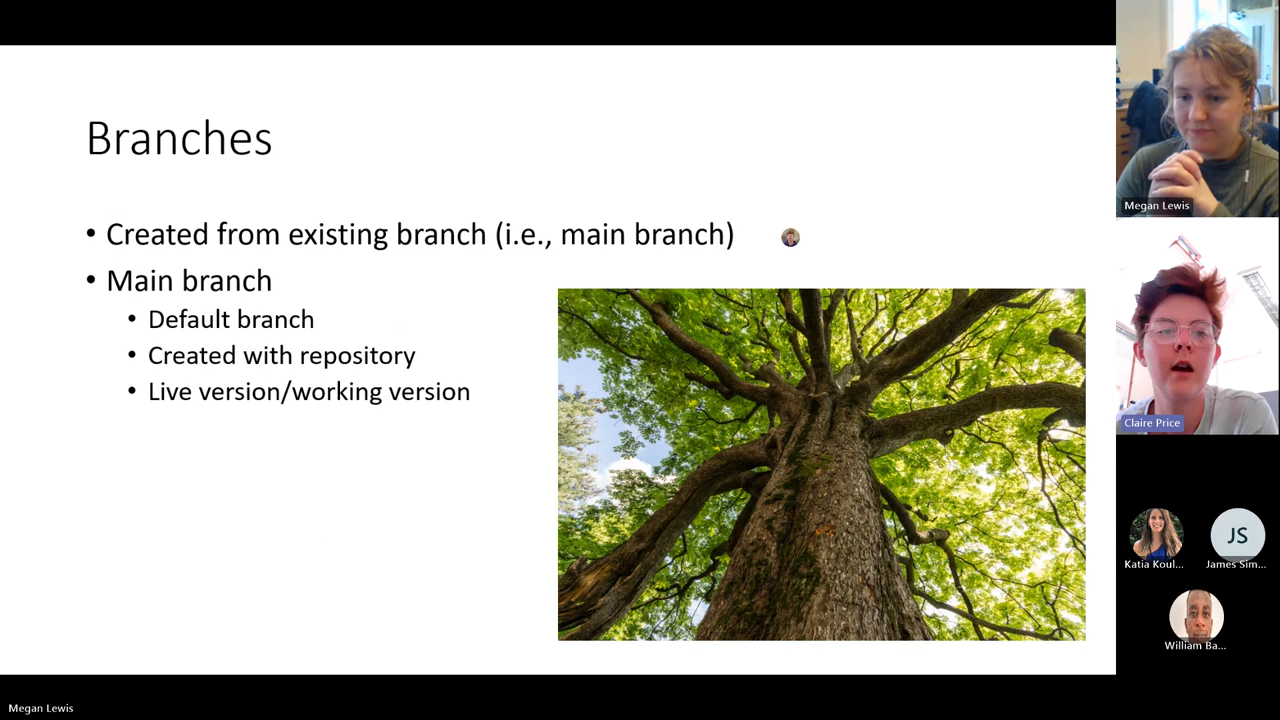 Branches
• Created from existing branch (i.e., main branch)
• Main branch
• Default branch
• Created with repository
• Live version/working version
Megan Lewis
Claire Price
Katia Koul...
James Sim...
JS
William Ba...
Megan Lewis